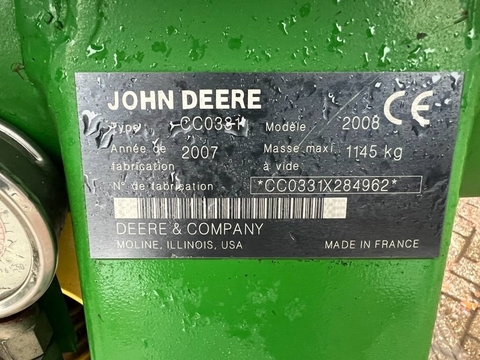 JOHN DEERE
Type CC0331 Modèle 2008 CE
Année de fabrication 2007 Masse maxi. à vide: 1145 kg
N° de fabrication *CC0331X284962*
DEERE & COMPANY
MOLINE, ILLINOIS, USA MADE IN FRANCE